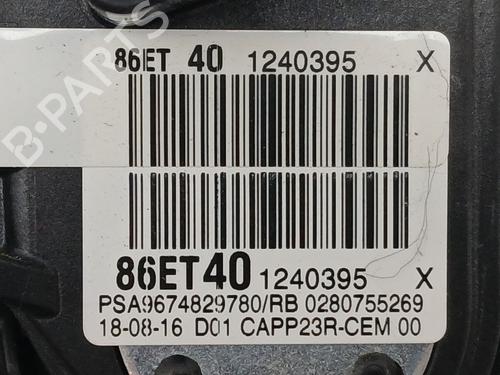 86ET 40 1240395 X
B-PARTS
86ET40 1240395 X
PSA9674829780/RB 0280755269
18-08-16 D01 CAPP23R-CEM 00